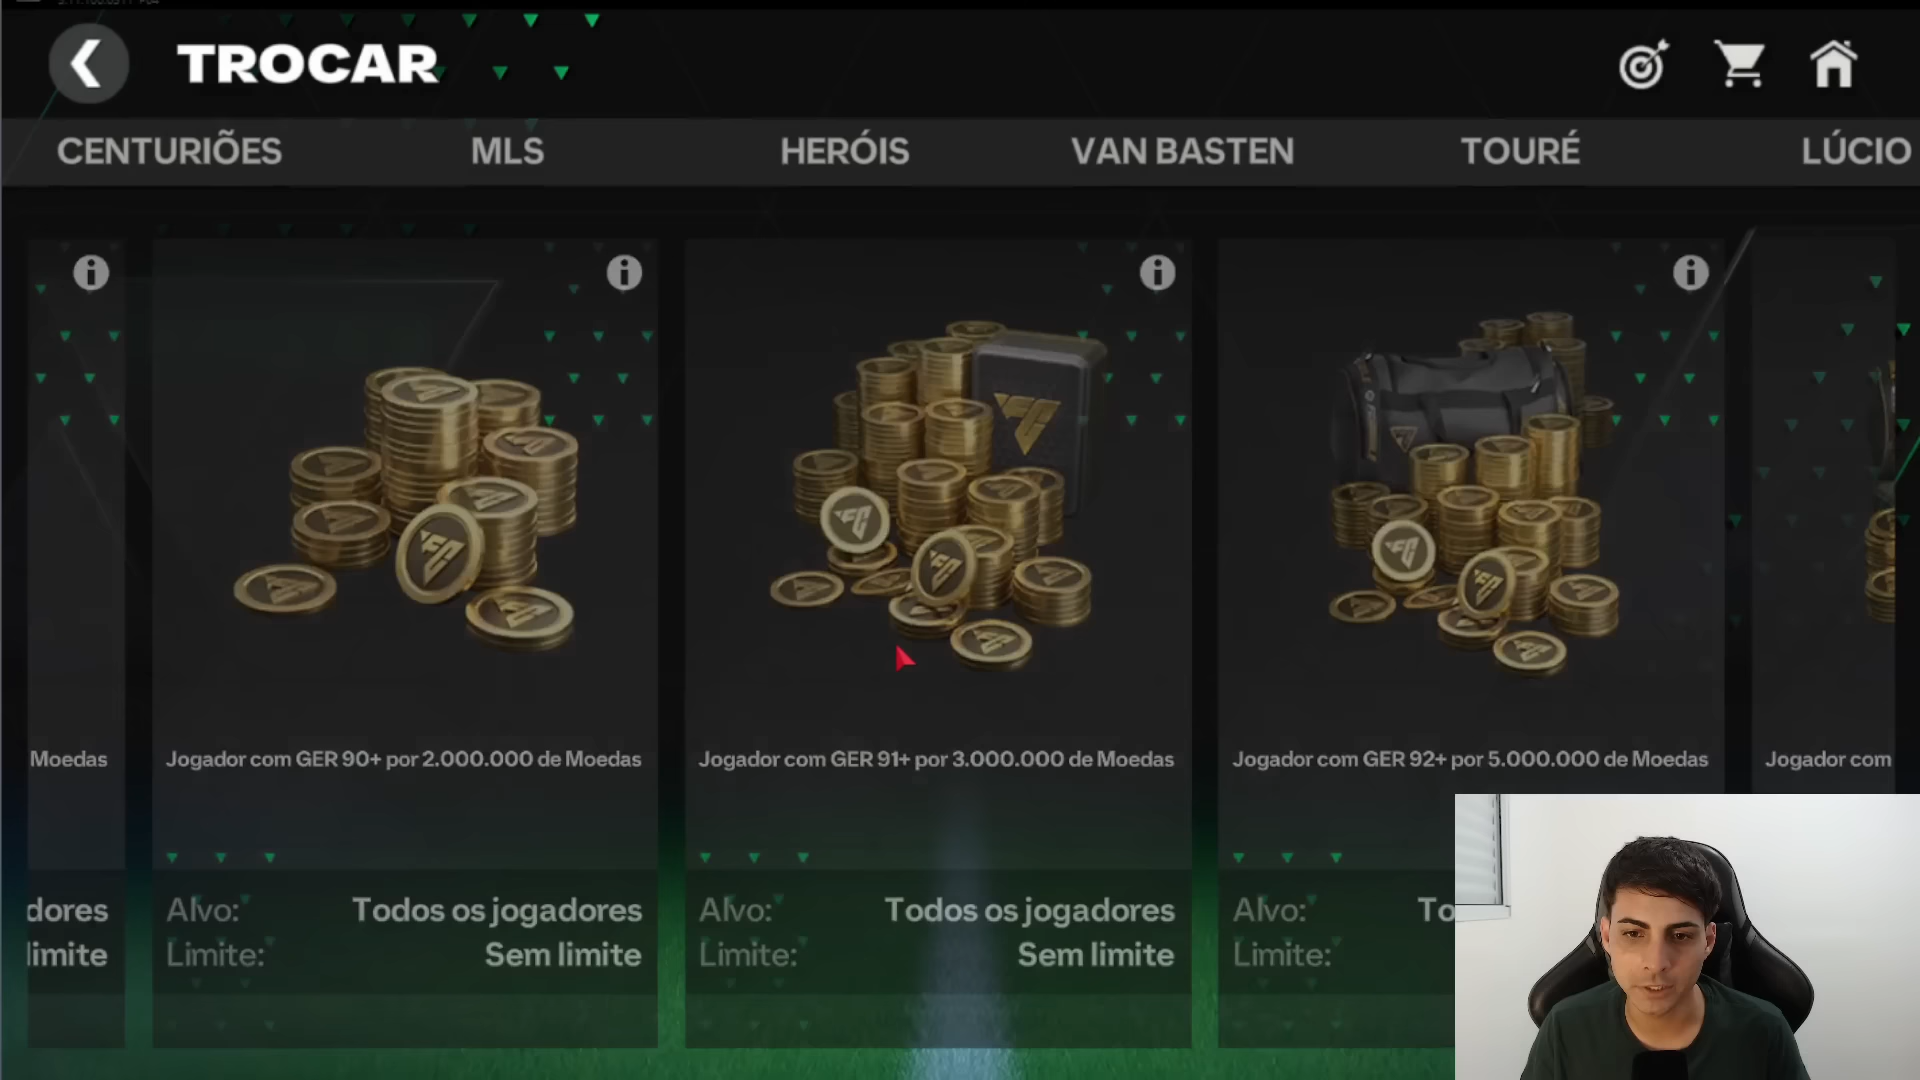 TROCAR
CENTURIÕES MLS HERÓIS VAN BASTEN TOURÉ LÚCIO
Moedas
Jogador com GER 90+ por 2.000.000 de Moedas
Jogador com GER 91+ por 3.000.000 de Moedas
Jogador com GER 92+ por 5.000.000 de Moedas
Jogador com
dores
limite
Alvo: Todos os jogadores
Limite: Sem limite
Alvo: Todos os jogadores
Limite: Sem limite
Alvo: To
Limite: